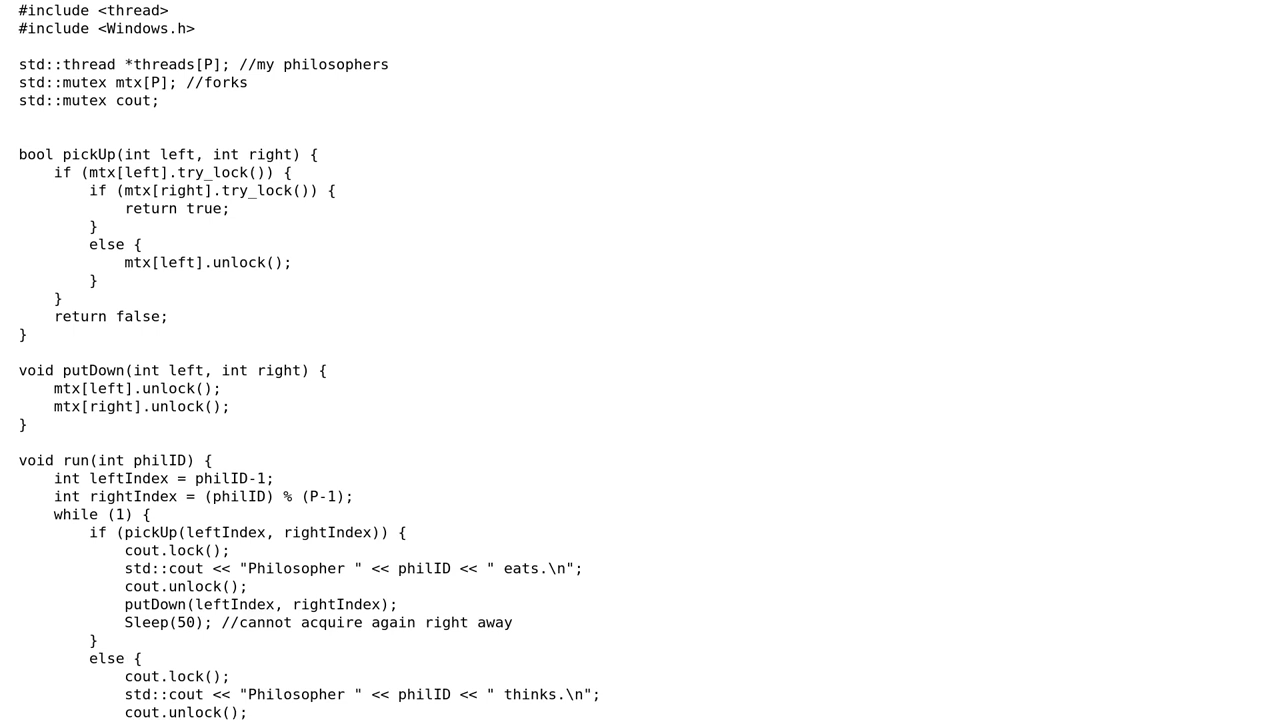 #include <thread>
#include <Windows.h>

std::thread *threads[P]; //my philosophers
std::mutex mtx[P]; //forks
std::mutex cout;


bool pickUp(int left, int right) {
    if (mtx[left].try_lock()) {
        if (mtx[right].try_lock()) {
            return true;
        }
        else {
            mtx[left].unlock();
        }
    }
    return false;
}

void putDown(int left, int right) {
    mtx[left].unlock();
    mtx[right].unlock();
}

void run(int philID) {
    int leftIndex = philID-1;
    int rightIndex = (philID) % (P-1);
    while (1) {
        if (pickUp(leftIndex, rightIndex)) {
            cout.lock();
            std::cout << "Philosopher " << philID << " eats.\n";
            cout.unlock();
            putDown(leftIndex, rightIndex);
            Sleep(50); //cannot acquire again right away
        }
        else {
            cout.lock();
            std::cout << "Philosopher " << philID << " thinks.\n";
            cout.unlock();